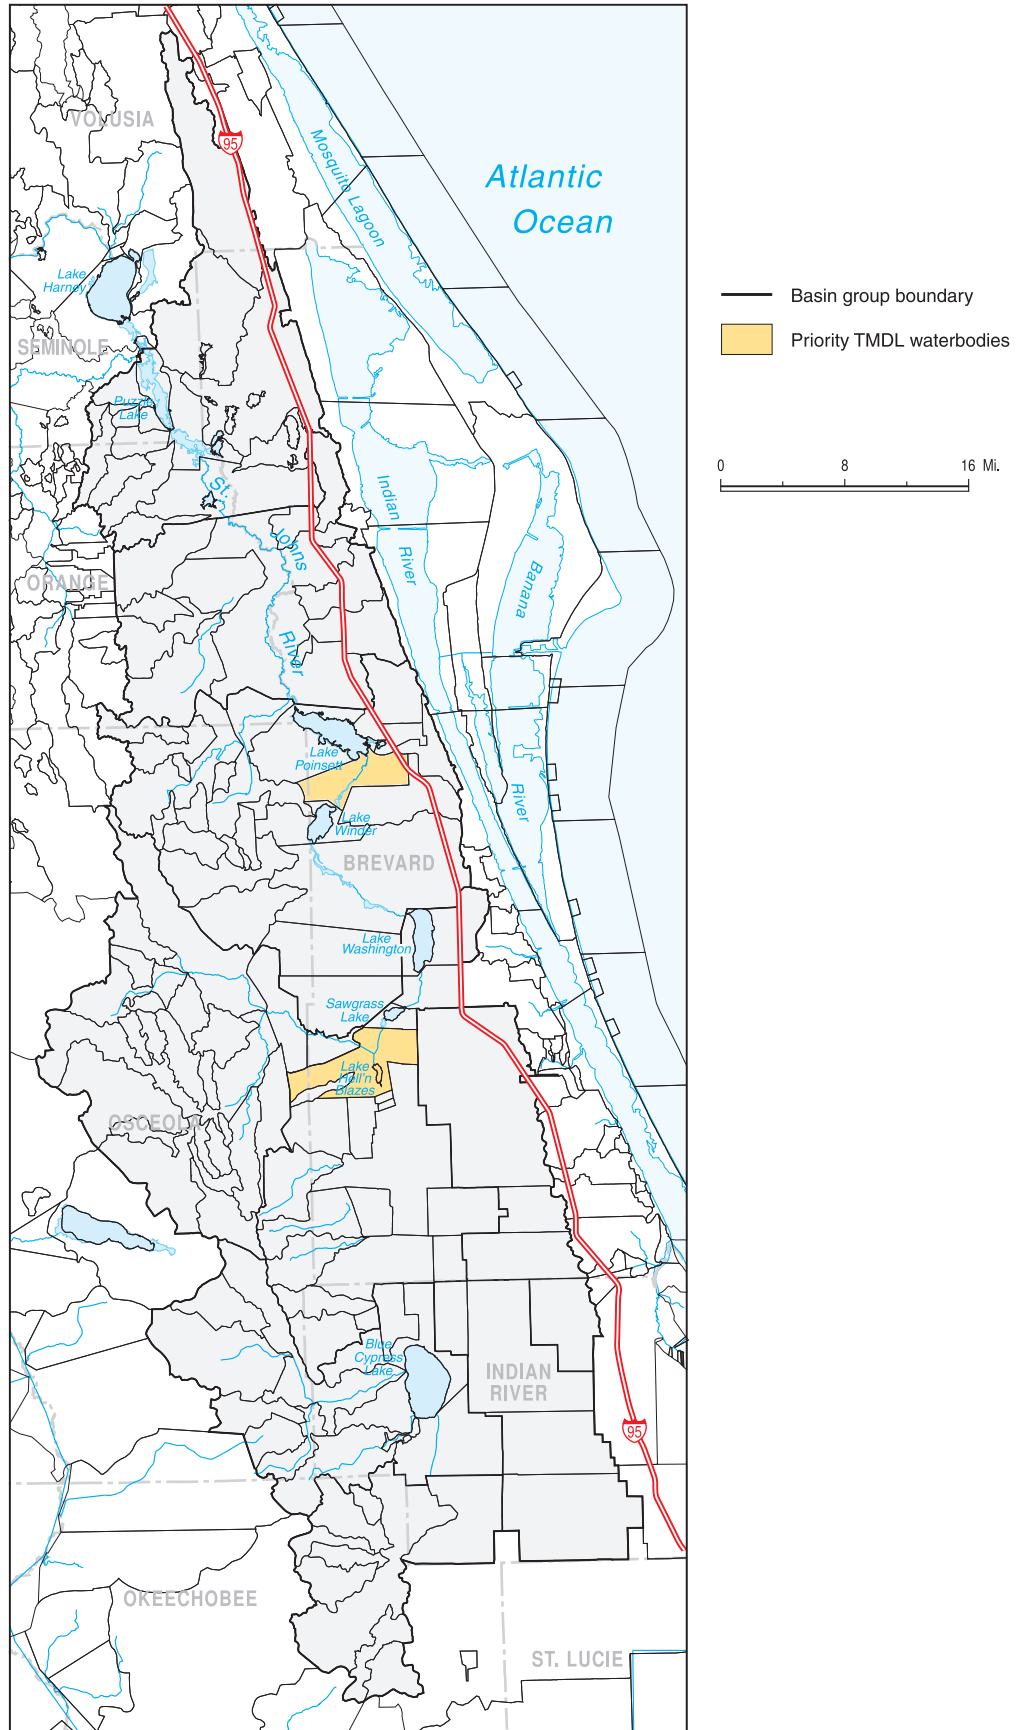 VOLUSIA
95
Mosquito Lagoon
Atlantic
Ocean
Lake
Harney
SEMINOLE
Puzzle
Lake
St.
Johns
River
Indian
River
Banana
River
ORANGE
Lake
Poinsett
Lake
Winder
BREVARD
Lake
Washington
Sawgrass
Lake
Lake
Hell'n
Blazes
OSCEOLA
Blue
Cypress
Lake
INDIAN
RIVER
95
OKEECHOBEE
ST. LUCIE
Basin group boundary
Priority TMDL waterbodies
0 8 16 Mi.